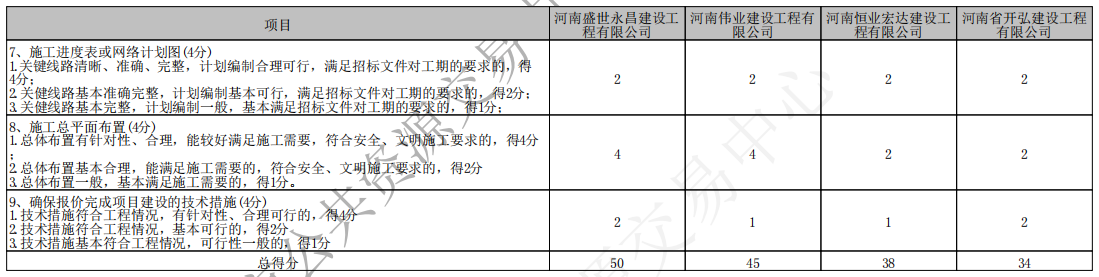 项目 河南盛世永昌建设工程有限公司 河南伟业建设工程有限公司 河南恒业宏达建设工程有限公司 河南省开弘建设工程有限公司
7、施工进度表或网络计划图(4分)
1.关键线路清晰、准确、完整，计划编制合理可行，满足招标文件对工期的要求的，得
4分；
2.关健线路基本准确完整，计划编制基本可行，满足招标文件对工期的要求的，得2分；
3.关健线路基本完整，计划编制一般，基本满足招标文件对工期的要求的，得1分；
2 2 2 2
8、施工总平面布置(4分)
1.总体布置有针对性、合理，能较好满足施工需要，符合安全、文明施工要求的，得4分
；
2.总体布置基本合理，能满足施工需要的，符合安全、文明施工要求的，得2分
3.总体布置一般，基本满足施工需要的，得1分。
4 4 2 2
9、确保报价完成项目建设的技术措施(4分)
1.技术措施符合工程情况，有针对性、合理可行的，得4分
2.技术措施符合工程情况，基本可行的，得2分
3.技术措施基本符合工程情况，可行性一般的，得1分
2 1 1 2
总得分 50 45 38 34
公共资源交易
资源交易中心